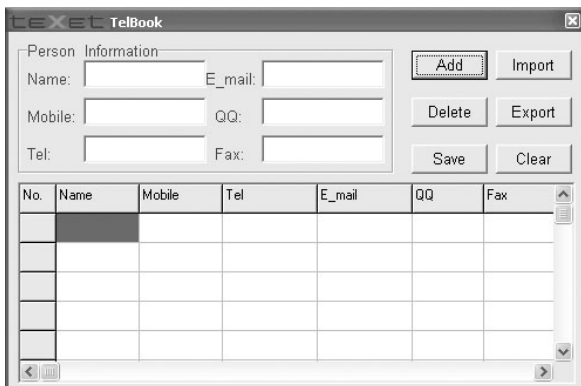 teXet TelBook
Person Information
Name: E_mail:
Mobile: QQ:
Tel: Fax:
Add Import
Delete Export
Save Clear
No. Name Mobile Tel E_mail QQ Fax